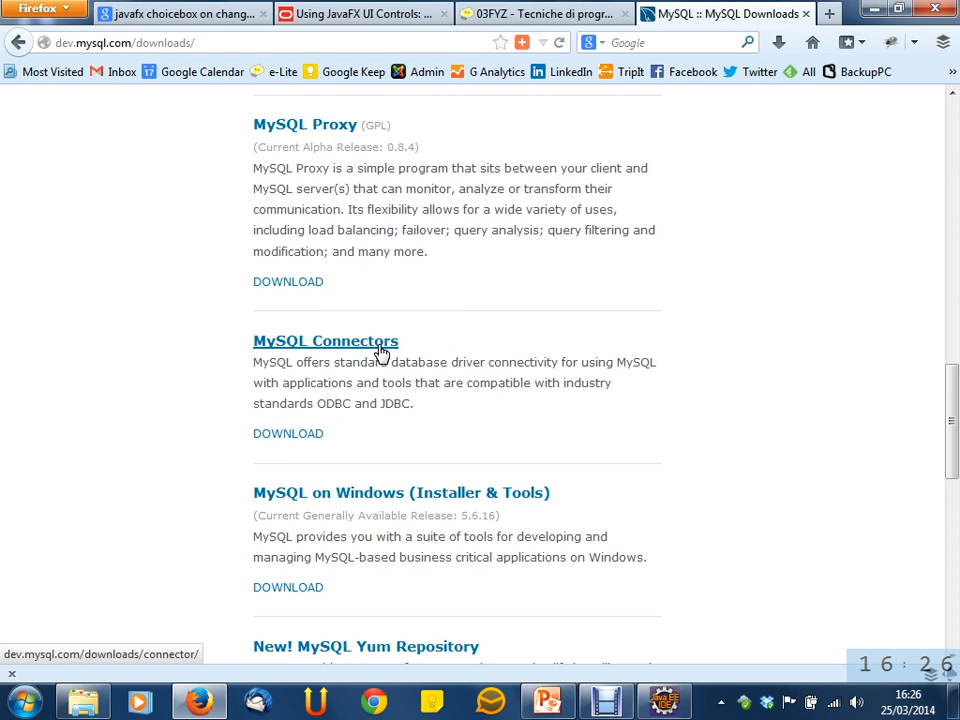 Firefox
javafx choicebox on chang...
Using JavaFX UI Controls: ...
03FYZ - Tecniche di progr...
MySQL :: MySQL Downloads
dev.mysql.com/downloads/
Google
Most Visited
Inbox
Google Calendar
e-Lite
Google Keep
Admin
G Analytics
LinkedIn
TripIt
Facebook
Twitter
All
BackupPC
MySQL Proxy (GPL)
(Current Alpha Release: 0.8.4)
MySQL Proxy is a simple program that sits between your client and
MySQL server(s) that can monitor, analyze or transform their
communication. Its flexibility allows for a wide variety of uses,
including load balancing; failover; query analysis; query filtering and
modification; and many more.
DOWNLOAD
MySQL Connectors
MySQL offers standard database driver connectivity for using MySQL
with applications and tools that are compatible with industry
standards ODBC and JDBC.
DOWNLOAD
MySQL on Windows (Installer & Tools)
(Current Generally Available Release: 5.6.16)
MySQL provides you with a suite of tools for developing and
managing MySQL-based business critical applications on Windows.
DOWNLOAD
New! MySQL Yum Repository
dev.mysql.com/downloads/connector/
16:26
16:26
25/03/2014